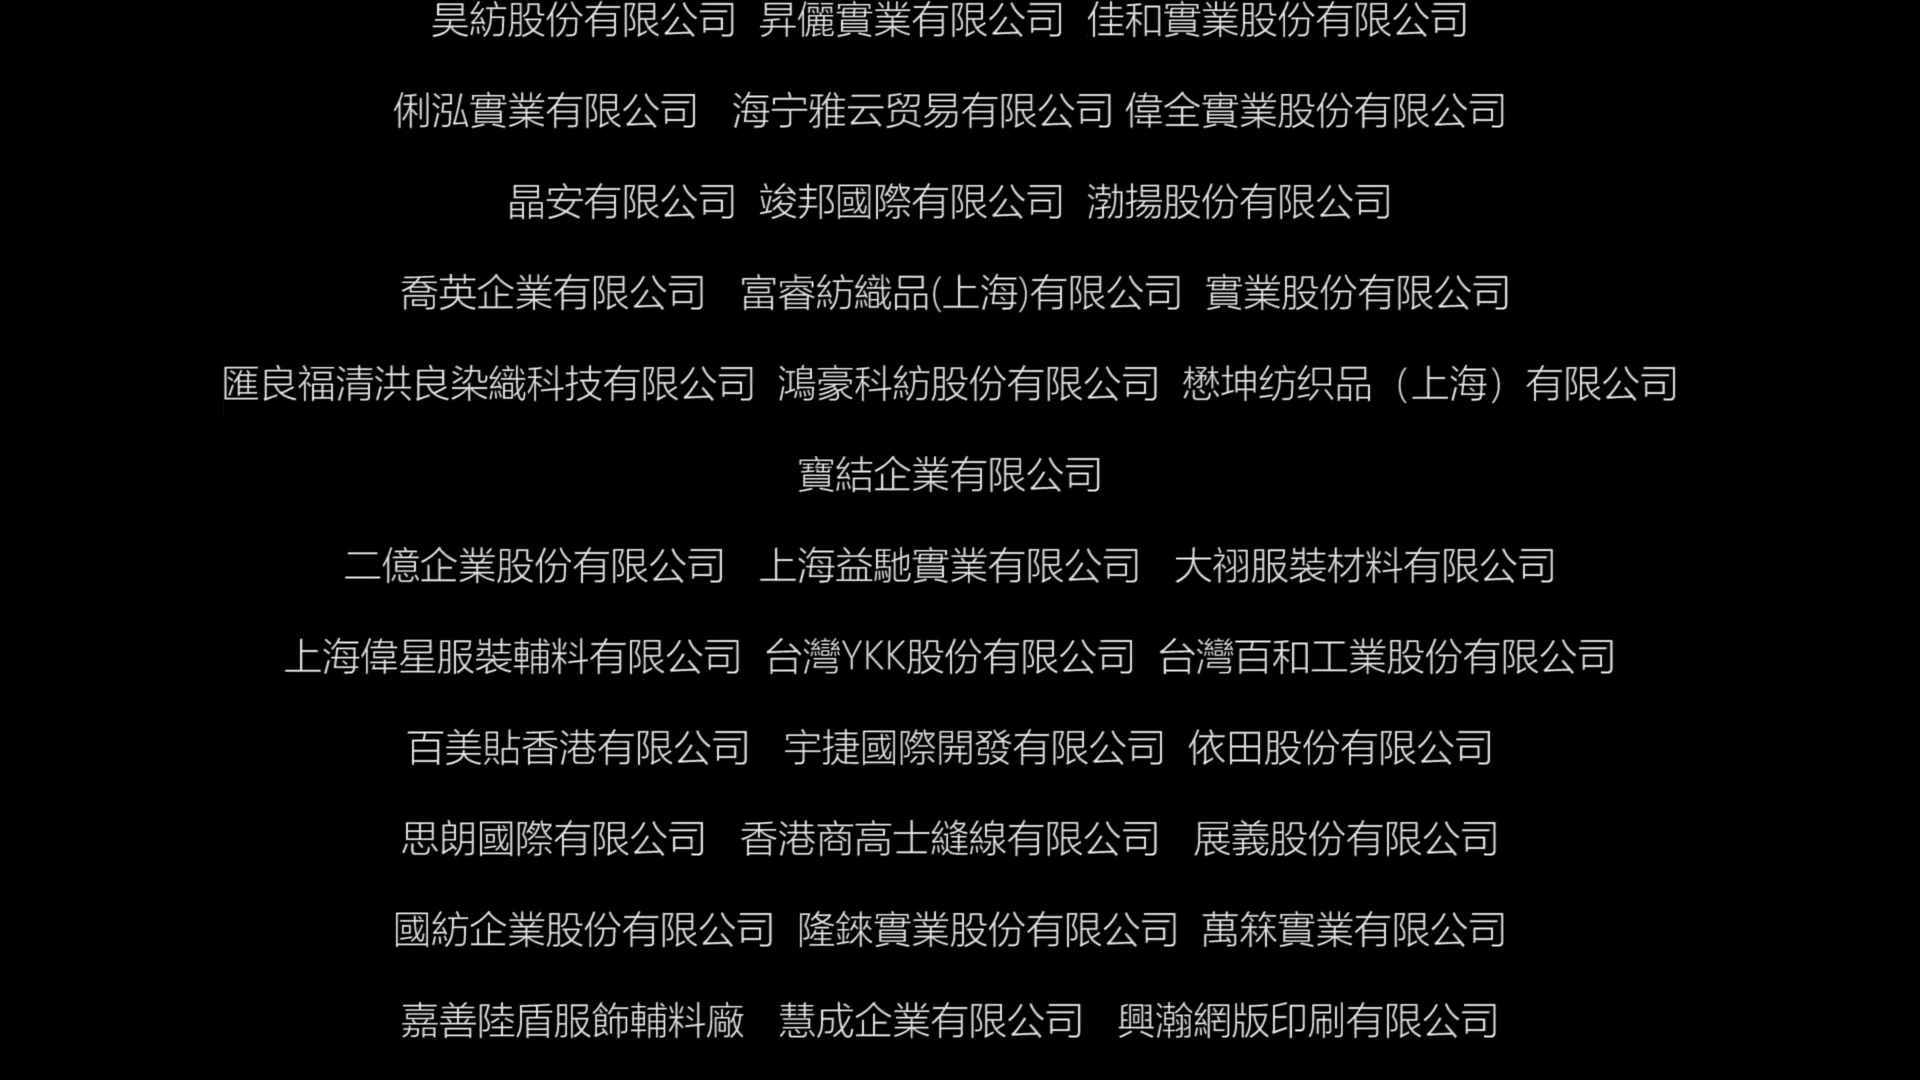 昊紡股份有限公司 昇儷實業有限公司 佳和實業股份有限公司
俐泓實業有限公司 海宁雅云贸易有限公司 偉全實業股份有限公司
晶安有限公司 竣邦國際有限公司 渤揚股份有限公司
喬英企業有限公司 富睿紡織品(上海)有限公司 實業股份有限公司
匯良福清洪良染織科技有限公司 鴻豪科紡股份有限公司 懋坤纺织品（上海）有限公司
寶結企業有限公司
二億企業股份有限公司 上海益馳實業有限公司 大祤服裝材料有限公司
上海偉星服裝輔料有限公司 台灣YKK股份有限公司 台灣百和工業股份有限公司
百美貼香港有限公司 宇捷國際開發有限公司 依田股份有限公司
思朗國際有限公司 香港商高士縫線有限公司 展義股份有限公司
國紡企業股份有限公司 隆錸實業股份有限公司 萬箖實業有限公司
嘉善陸盾服飾輔料廠 慧成企業有限公司 興瀚網版印刷有限公司